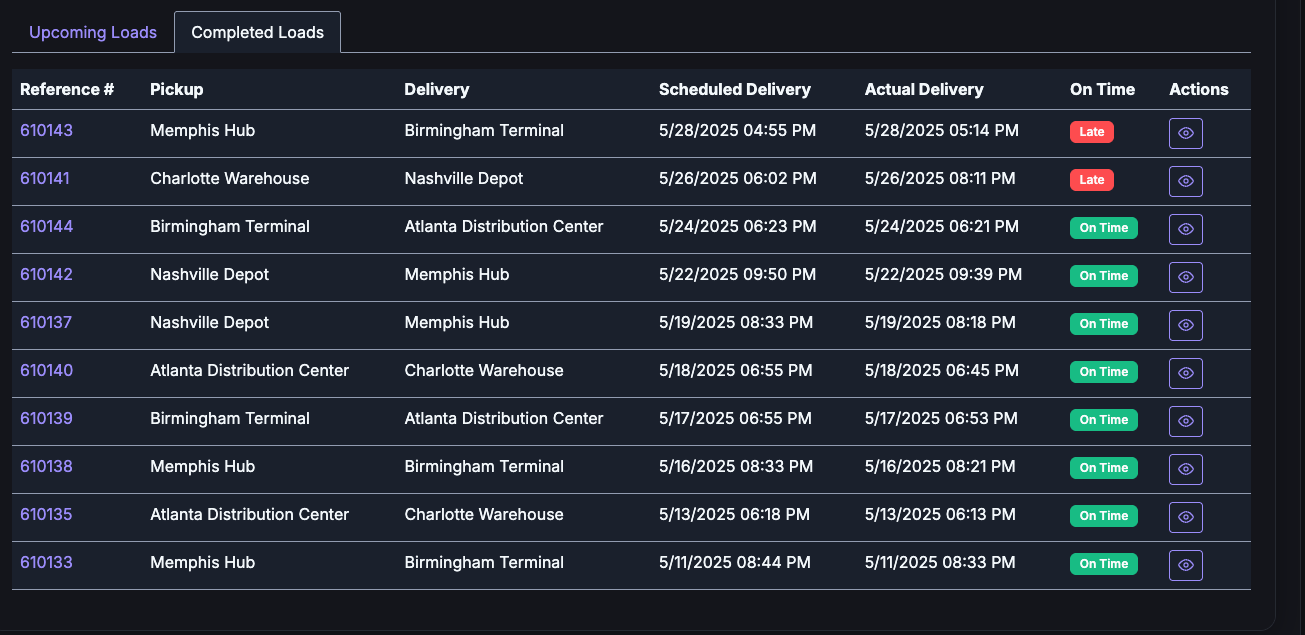 Upcoming Loads Completed Loads
Reference # Pickup Delivery Scheduled Delivery Actual Delivery On Time Actions
610143 Memphis Hub Birmingham Terminal 5/28/2025 04:55 PM 5/28/2025 05:14 PM Late
610141 Charlotte Warehouse Nashville Depot 5/26/2025 06:02 PM 5/26/2025 08:11 PM Late
610144 Birmingham Terminal Atlanta Distribution Center 5/24/2025 06:23 PM 5/24/2025 06:21 PM On Time
610142 Nashville Depot Memphis Hub 5/22/2025 09:50 PM 5/22/2025 09:39 PM On Time
610137 Nashville Depot Memphis Hub 5/19/2025 08:33 PM 5/19/2025 08:18 PM On Time
610140 Atlanta Distribution Center Charlotte Warehouse 5/18/2025 06:55 PM 5/18/2025 06:45 PM On Time
610139 Birmingham Terminal Atlanta Distribution Center 5/17/2025 06:55 PM 5/17/2025 06:53 PM On Time
610138 Memphis Hub Birmingham Terminal 5/16/2025 08:33 PM 5/16/2025 08:21 PM On Time
610135 Atlanta Distribution Center Charlotte Warehouse 5/13/2025 06:18 PM 5/13/2025 06:13 PM On Time
610133 Memphis Hub Birmingham Terminal 5/11/2025 08:44 PM 5/11/2025 08:33 PM On Time